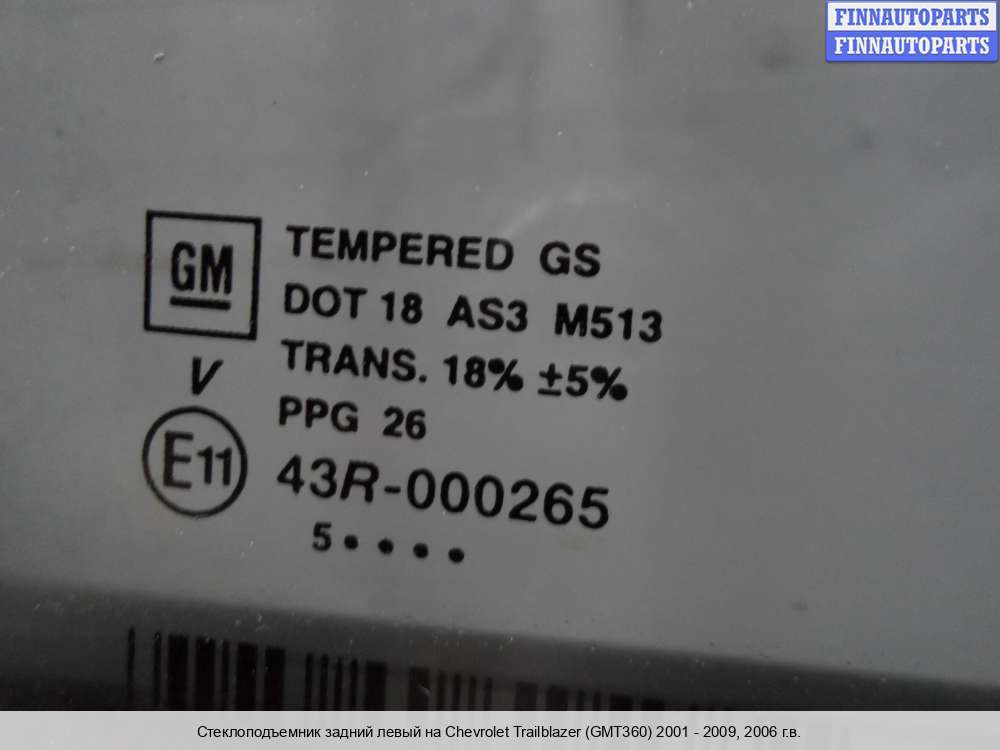 FINNAUTOPARTS
FINNAUTOPARTS
GM
TEMPERED GS
DOT 18 AS3 M513
TRANS. 18% ±5%
V
PPG 26
E11
43R-000265
5••••
Стеклоподъемник задний левый на Chevrolet Trailblazer (GMT360) 2001 - 2009, 2006 г.в.